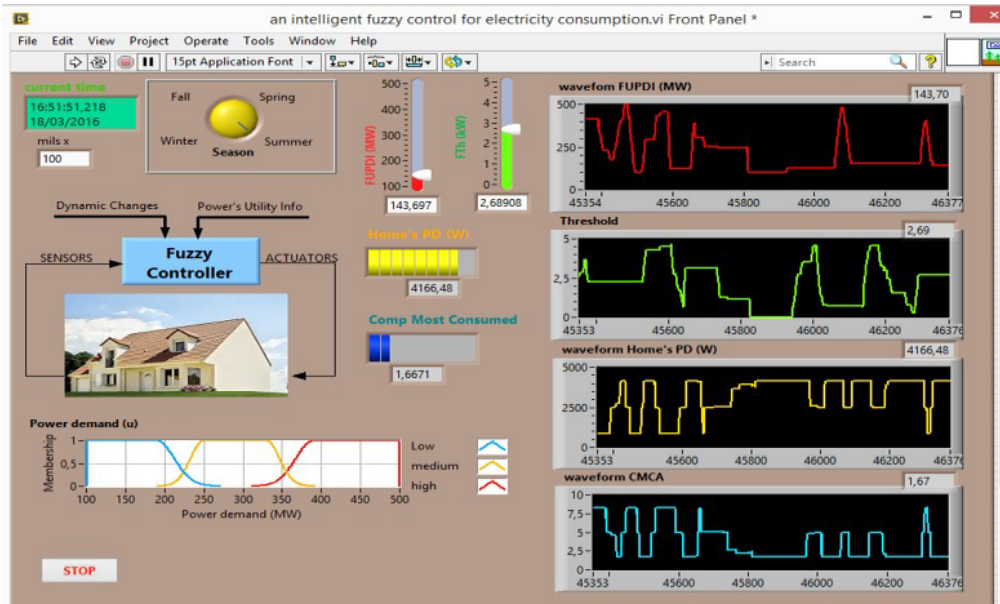 an intelligent fuzzy control for electricity consumption.vi Front Panel *
File Edit View Project Operate Tools Window Help
15pt Application Font
Search
current time
16:51:51,218
18/03/2016
mils x
100
Fall
Spring
Winter
Summer
Season
FUPDI (MW)
500
400
300
200
100
143,697
FTh (kW)
5
4
3
2
1
0
2,68908
Dynamic Changes
Power's Utility Info
SENSORS
Fuzzy
Controller
ACTUATORS
Home's PD (W)
4166,48
Comp Most Consumed
1,6671
Power demand (u)
Membership
1
0,5
0
100 150 200 250 300 350 400 450 500
Power demand (MW)
Low
medium
high
STOP
wavefom FUPDI (MW)
143,70
500
250
0
45354 45600 45800 46000 46200 46377
Threshold
2,69
5
2,5
0
45353 45600 45800 46000 46200 46376
waveform Home's PD (W)
4166,48
5000
2500
0
45353 45600 45800 46000 46200 46376
waveform CMCA
1,67
10
7,5
5
2,5
0
45353 45600 45800 46000 46200 46376